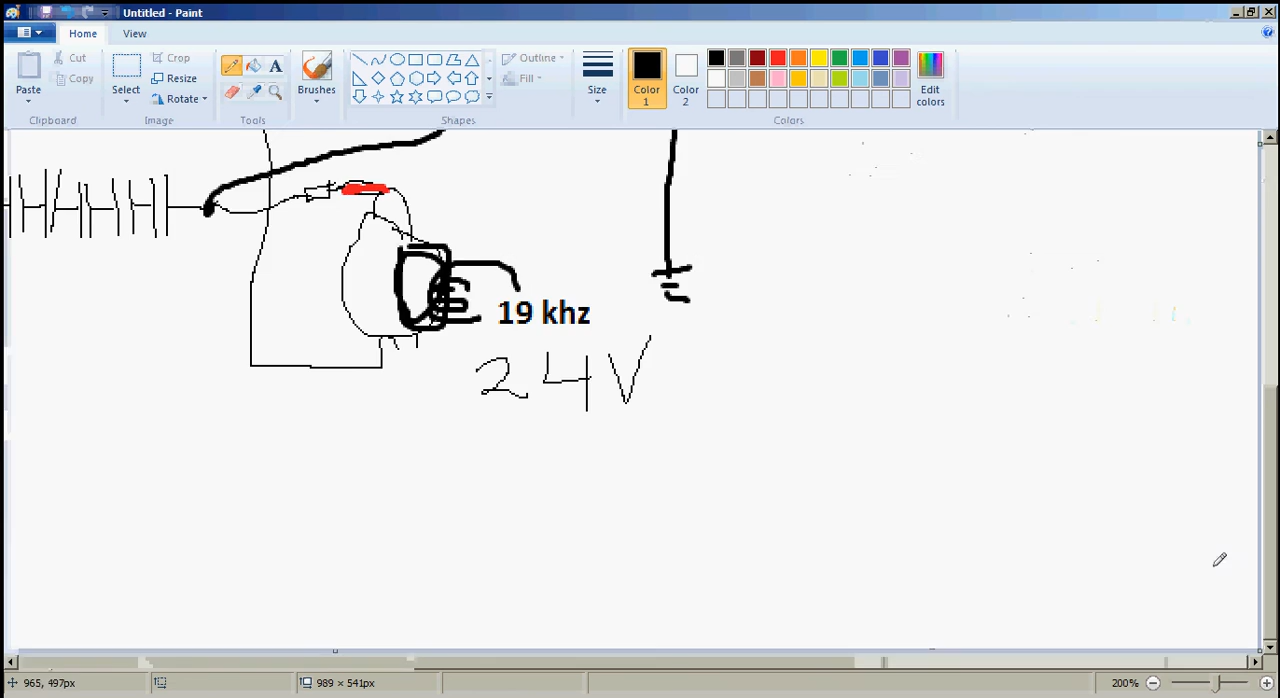 Untitled - Paint
Home View
Paste
Cut
Copy
Clipboard
Select
Crop
Resize
Rotate
Image
A
Tools
Brushes
Outline
Fill
Shapes
Size
Color 1
Color 2
Edit colors
Colors
19 khz
24V
965, 497px
989 × 541px
200%